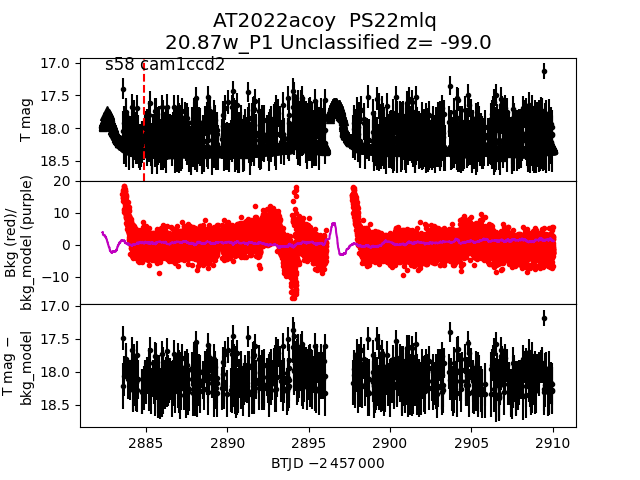 AT2022acoy  PS22mlq
20.87w_P1 Unclassified z= -99.0
s58 cam1ccd2
17.0
17.5
18.0
18.5
T mag
20
10
0
−10
Bkg (red)/
bkg_model (purple)
17.0
17.5
18.0
18.5
T mag −
bkg_model
2885 2890 2895 2900 2905 2910
BTJD −2 457 000